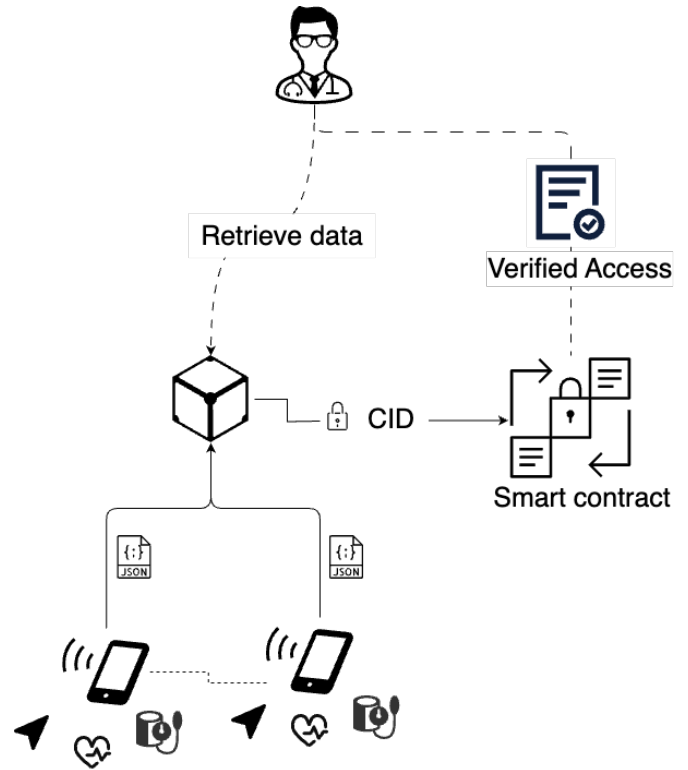 Retrieve data
Verified Access
CID
Smart contract
{;}
JSON
{;}
JSON